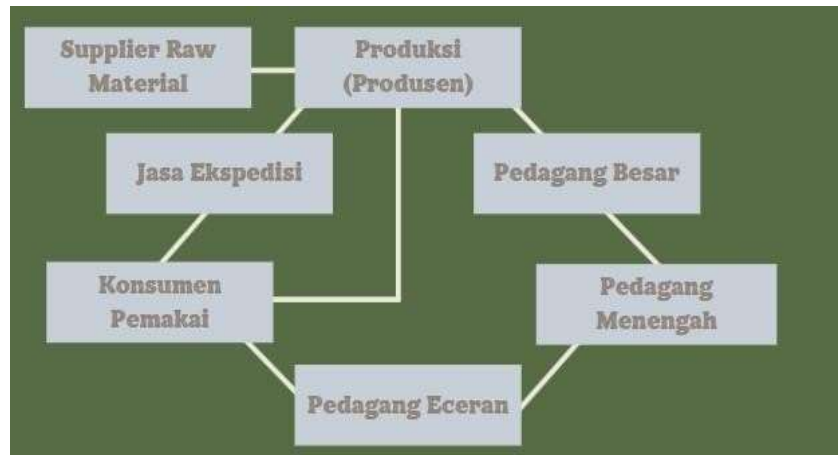 Supplier Raw
Material
Produksi
(Produsen)
Jasa Ekspedisi
Pedagang Besar
Konsumen
Pemakai
Pedagang
Menengah
Pedagang Eceran